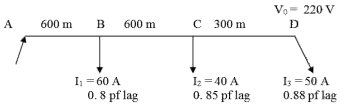 V₀ = 220 V
A 600 m B 600 m C 300 m D
I₁ = 60 A I₂ = 40 A I₃ = 50 A
0. 8 pf lag 0. 85 pf lag 0.88 pf lag